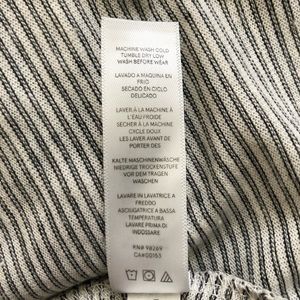 MACHINE WASH COLD
TUMBLE DRY LOW
WASH BEFORE WEAR
LAVADO A MAQUINA EN
FRIO
SECADO EN CICLO
DELICADO
LAVER À LA MACHINE À
L'EAU FROIDE
SECHER À LA MACHINE
CYCLE DOUX
LES LAVER AVANT DE
PORTER DES
KALTE MASCHINENWÄSCHE
NIEDRIGE TROCKENSTUFE
VOR DEM TRAGEN
WASCHEN
LAVARE IN LAVATRICE A
FREDDO
ASCIUGATRICE A BASSA
TEMPERATURA
LAVARE PRIMA DI
INDOSSARE
RN# 98269
CA#00153